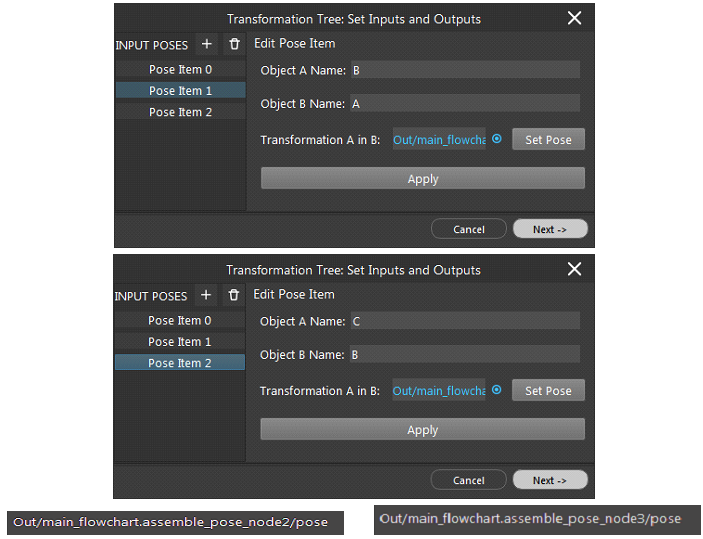 Transformation Tree: Set Inputs and Outputs
INPUT POSES + Edit Pose Item
Pose Item 0
Object A Name: B
Pose Item 1
Object B Name: A
Pose Item 2
Transformation A in B: Out/main_flowcha Set Pose
Apply
Cancel Next ->
Transformation Tree: Set Inputs and Outputs
INPUT POSES + Edit Pose Item
Pose Item 0
Object A Name: C
Pose Item 1
Object B Name: B
Pose Item 2
Transformation A in B: Out/main_flowcha Set Pose
Apply
Cancel Next ->
Out/main_flowchart.assemble_pose_node2/pose
Out/main_flowchart.assemble_pose_node3/pose